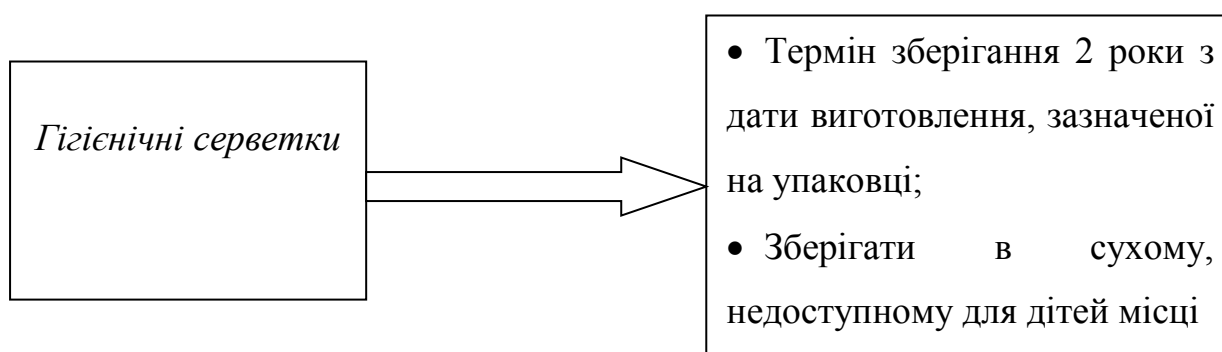 Гігієнічні серветки
• Термін зберігання 2 роки з
дати виготовлення, зазначеної
на упаковці;
• Зберігати в сухому,
недоступному для дітей місці